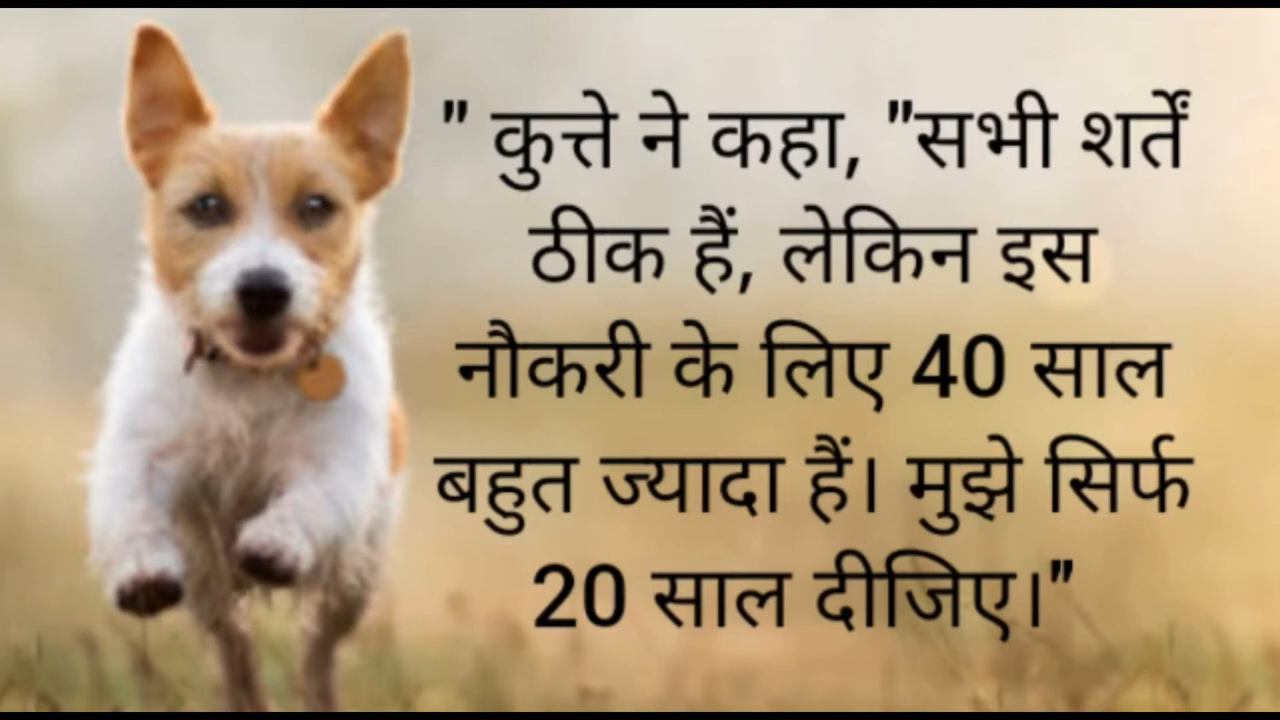 " कुत्ते ने कहा, "सभी शर्तें
ठीक हैं, लेकिन इस
नौकरी के लिए 40 साल
बहुत ज्यादा हैं। मुझे सिर्फ
20 साल दीजिए।"